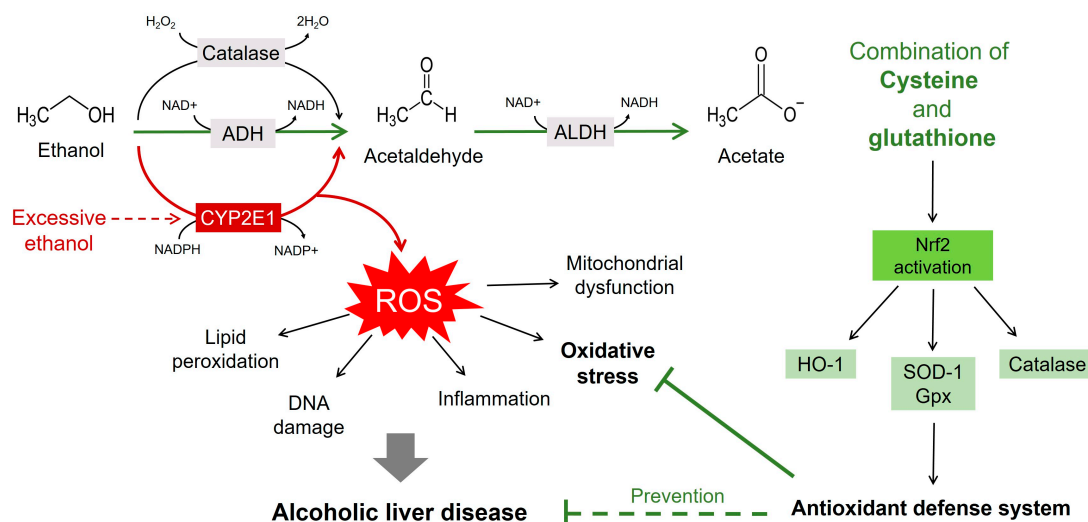 H₂O₂
2H₂O
Catalase
Combination of
Cysteine
and
glutathione
O
H₃C
OH
NAD+
NADH
ADH
H₃C
H
NAD+
NADH
ALDH
O
H₃C
O⁻
Ethanol
Acetaldehyde
Acetate
Excessive
ethanol
CYP2E1
NADPH
NADP+
Nrf2
activation
ROS
Mitochondrial
dysfunction
Lipid
peroxidation
Oxidative
stress
DNA
damage
Inflammation
HO-1
SOD-1
Gpx
Catalase
Alcoholic liver disease
Prevention
Antioxidant defense system